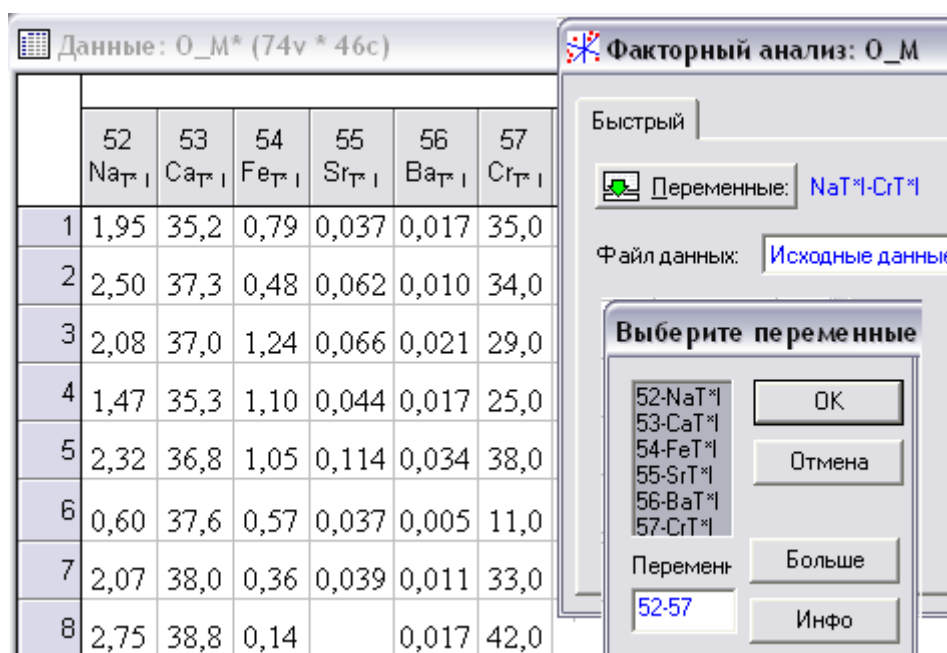 Данные: O_M* (74v * 46c)
52 53 54 55 56 57
NaT*I CaT*I FeT*I SrT*I BaT*I CrT*I
1 1,95 35,2 0,79 0,037 0,017 35,0
2 2,50 37,3 0,48 0,062 0,010 34,0
3 2,08 37,0 1,24 0,066 0,021 29,0
4 1,47 35,3 1,10 0,044 0,017 25,0
5 2,32 36,8 1,05 0,114 0,034 38,0
6 0,60 37,6 0,57 0,037 0,005 11,0
7 2,07 38,0 0,36 0,039 0,011 33,0
8 2,75 38,8 0,14 0,017 42,0
Факторный анализ: O_M
Быстрый
Переменные: NaT*I-CrT*I
Файл данных: Исходные данные
Выберите переменные
52-NaT*I
53-CaT*I
54-FeT*I
55-SrT*I
56-BaT*I
57-CrT*I
OK
Отмена
Переменн
Больше
52-57
Инфо